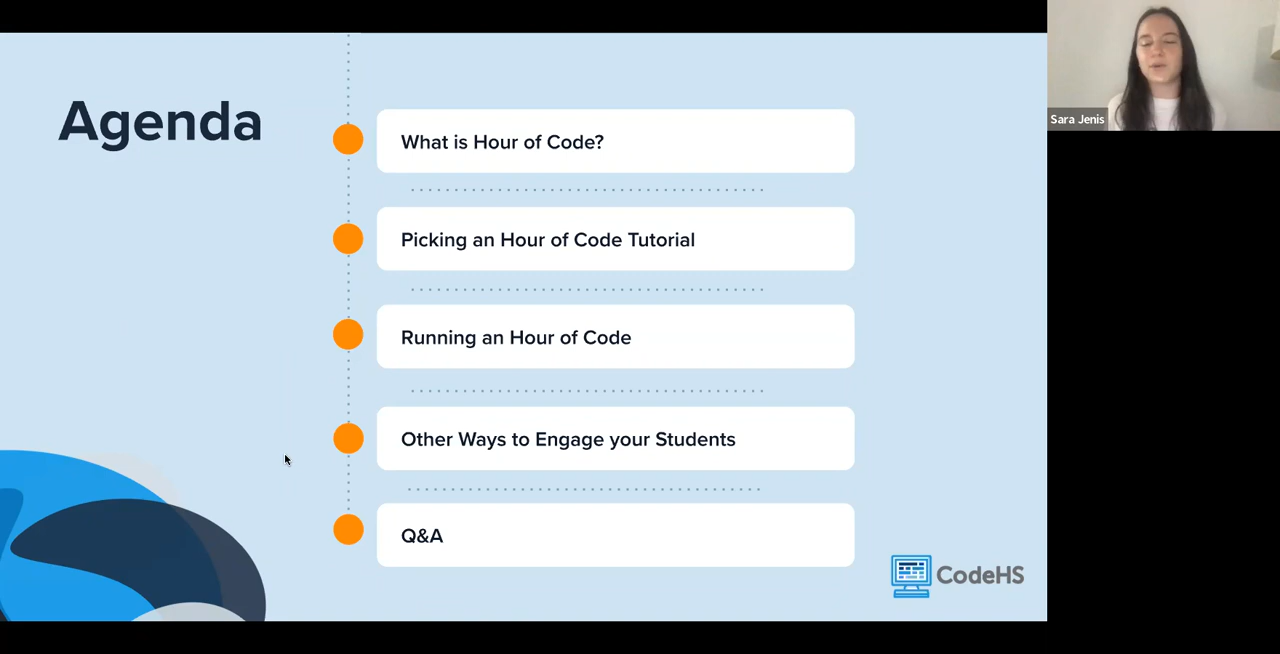 Agenda
What is Hour of Code?
Picking an Hour of Code Tutorial
Running an Hour of Code
Other Ways to Engage your Students
Q&A
CodeHS
Sara Jenis